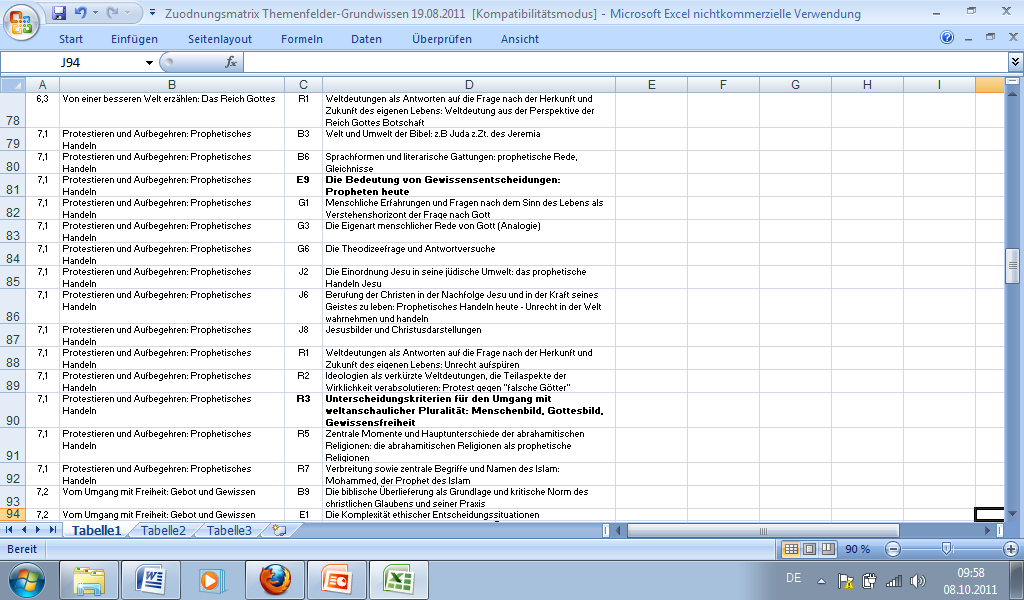 Zuodnungsmatrix Themenfelder-Grundwissen 19.08.2011 [Kompatibilitätsmodus] - Microsoft Excel nichtkommerzielle Verwendung
Start Einfügen Seitenlayout Formeln Daten Überprüfen Ansicht
J94 fx
A B C D E F G H I
78 6,3 Von einer besseren Welt erzählen: Das Reich Gottes R1 Weltdeutungen als Antworten auf die Frage nach der Herkunft und
Zukunft des eigenen Lebens: Weltdeutung aus der Perspektive der
Reich Gottes Botschaft
79 7,1 Protestieren und Aufbegehren: Prophetisches B3 Welt und Umwelt der Bibel: z.B Juda z.Zt. des Jeremia
Handeln
80 7,1 Protestieren und Aufbegehren: Prophetisches B6 Sprachformen und literarische Gattungen: prophetische Rede,
Handeln Gleichnisse
81 7,1 Protestieren und Aufbegehren: Prophetisches E9 Die Bedeutung von Gewissensentscheidungen:
Handeln Propheten heute
82 7,1 Protestieren und Aufbegehren: Prophetisches G1 Menschliche Erfahrungen und Fragen nach dem Sinn des Lebens als
Handeln Verstehenshorizont der Frage nach Gott
83 7,1 Protestieren und Aufbegehren: Prophetisches G3 Die Eigenart menschlicher Rede von Gott (Analogie)
Handeln
84 7,1 Protestieren und Aufbegehren: Prophetisches G6 Die Theodizeefrage und Antwortversuche
Handeln
85 7,1 Protestieren und Aufbegehren: Prophetisches J2 Die Einordnung Jesu in seine jüdische Umwelt: das prophetische
Handeln Handeln Jesu
86 7,1 Protestieren und Aufbegehren: Prophetisches J6 Berufung der Christen in der Nachfolge Jesu und in der Kraft seines
Handeln Geistes zu leben: Prophetisches Handeln heute - Unrecht in der Welt
wahrnehmen und handeln
87 7,1 Protestieren und Aufbegehren: Prophetisches J8 Jesusbilder und Christusdarstellungen
Handeln
88 7,1 Protestieren und Aufbegehren: Prophetisches R1 Weltdeutungen als Antworten auf die Frage nach der Herkunft und
Handeln Zukunft des eigenen Lebens: Unrecht aufspüren
89 7,1 Protestieren und Aufbegehren: Prophetisches R2 Ideologien als verkürzte Weltdeutungen, die Teilaspekte der
Handeln Wirklichkeit verabsolutieren: Protest gegen "falsche Götter"
90 7,1 Protestieren und Aufbegehren: Prophetisches R3 Unterscheidungskriterien für den Umgang mit
Handeln weltanschaulicher Pluralität: Menschenbild, Gottesbild,
Gewissensfreiheit
91 7,1 Protestieren und Aufbegehren: Prophetisches R5 Zentrale Momente und Hauptunterschiede der abrahamitischen
Handeln Religionen: die abrahamitischen Religionen als prophetische
Religionen
92 7,1 Protestieren und Aufbegehren: Prophetisches R7 Verbreitung sowie zentrale Begriffe und Namen des Islam:
Handeln Mohammed, der Prophet des Islam
93 7,2 Vom Umgang mit Freiheit: Gebot und Gewissen B9 Die biblische Überlieferung als Grundlage und kritische Norm des
christlichen Glaubens und seiner Praxis
94 7,2 Vom Umgang mit Freiheit: Gebot und Gewissen E1 Die Komplexität ethischer Entscheidungssituationen
Tabelle1 Tabelle2 Tabelle3
Bereit 90 %
DE 09:58
08.10.2011